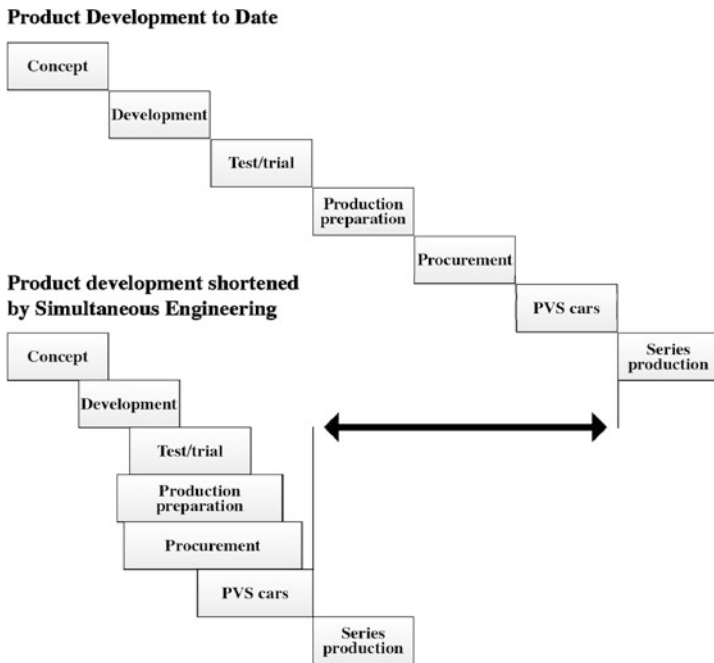 Product Development to Date
Concept
Development
Test/trial
Production
preparation
Procurement
PVS cars
Series
production
Product development shortened
by Simultaneous Engineering
Concept
Development
Test/trial
Production
preparation
Procurement
PVS cars
Series
production